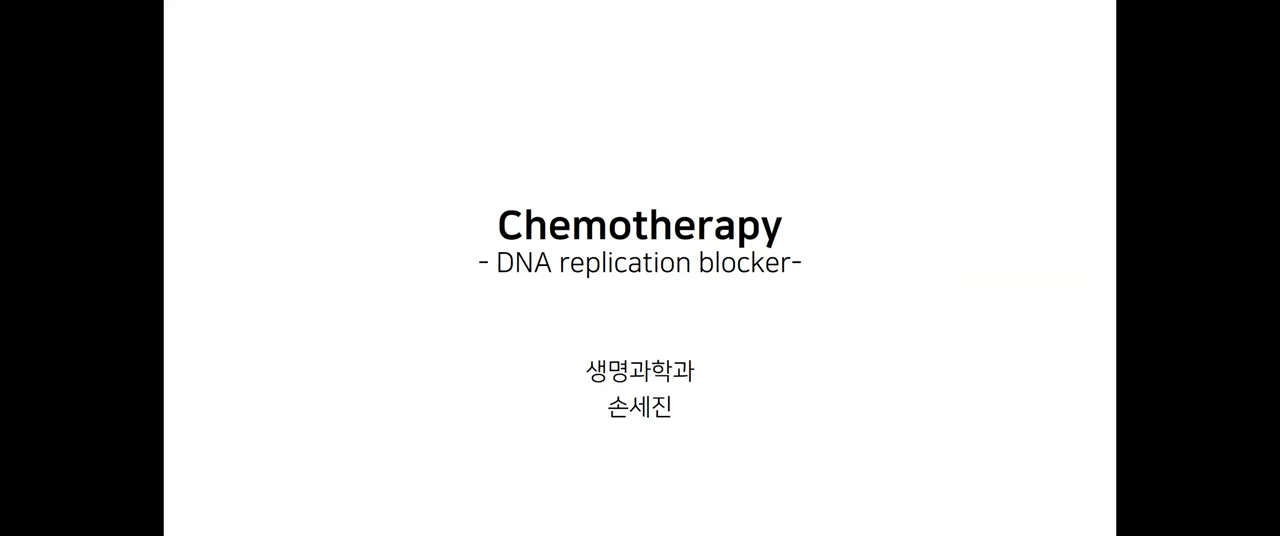 Chemotherapy
- DNA replication blocker-
생명과학과
손세진